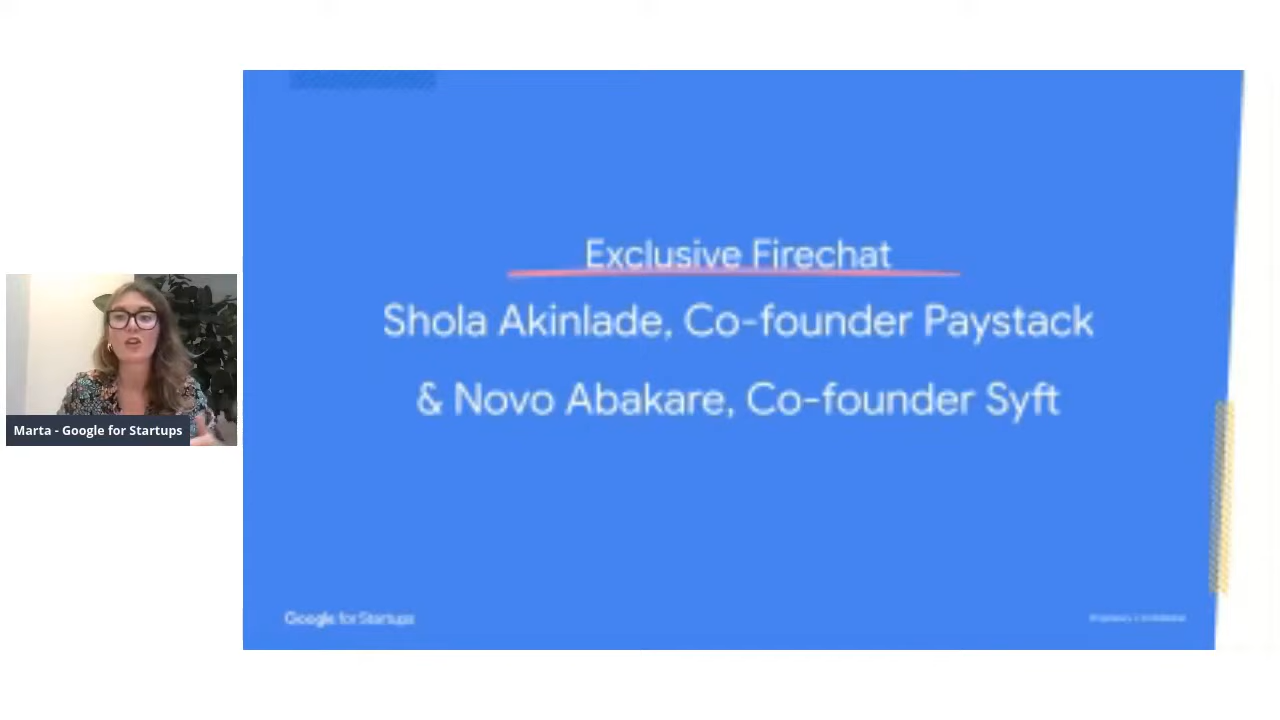 Exclusive Firechat
Shola Akinlade, Co-founder Paystack
& Novo Abakare, Co-founder Syft
Marta - Google for Startups
Google for Startups